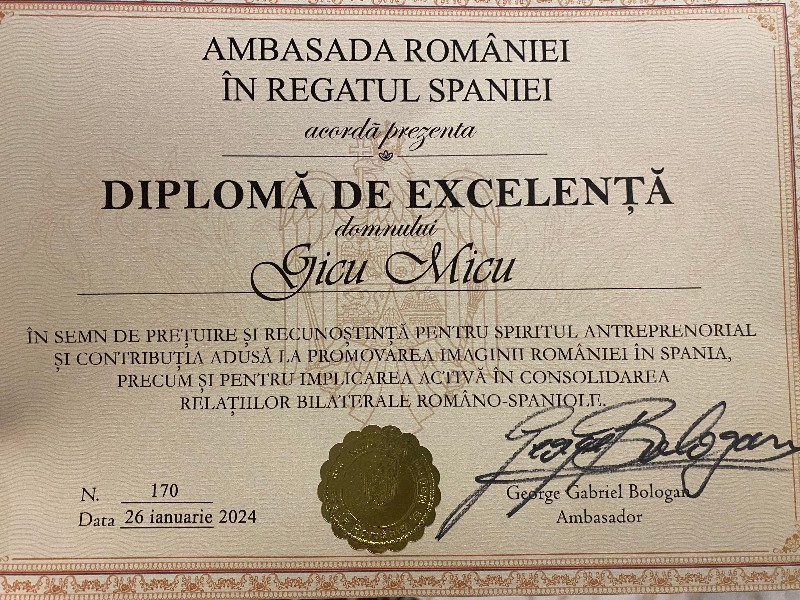 AMBASADA ROMÂNIEI
ÎN REGATUL SPANIEI
acordă prezenta
DIPLOMĂ DE EXCELENȚĂ
domnului
Gicu Micu
ÎN SEMN DE PREȚUIRE ȘI RECUNOȘTINȚĂ PENTRU SPIRITUL ANTREPRENORIAL
ȘI CONTRIBUȚIA ADUSĂ LA PROMOVAREA IMAGINII ROMÂNIEI ÎN SPANIA,
PRECUM ȘI PENTRU IMPLICAREA ACTIVĂ ÎN CONSOLIDAREA
RELAȚIILOR BILATERALE ROMÂNO-SPANIOLE.
George Bologan
N. 170
George Gabriel Bologan
Data 26 ianuarie 2024
Ambasador